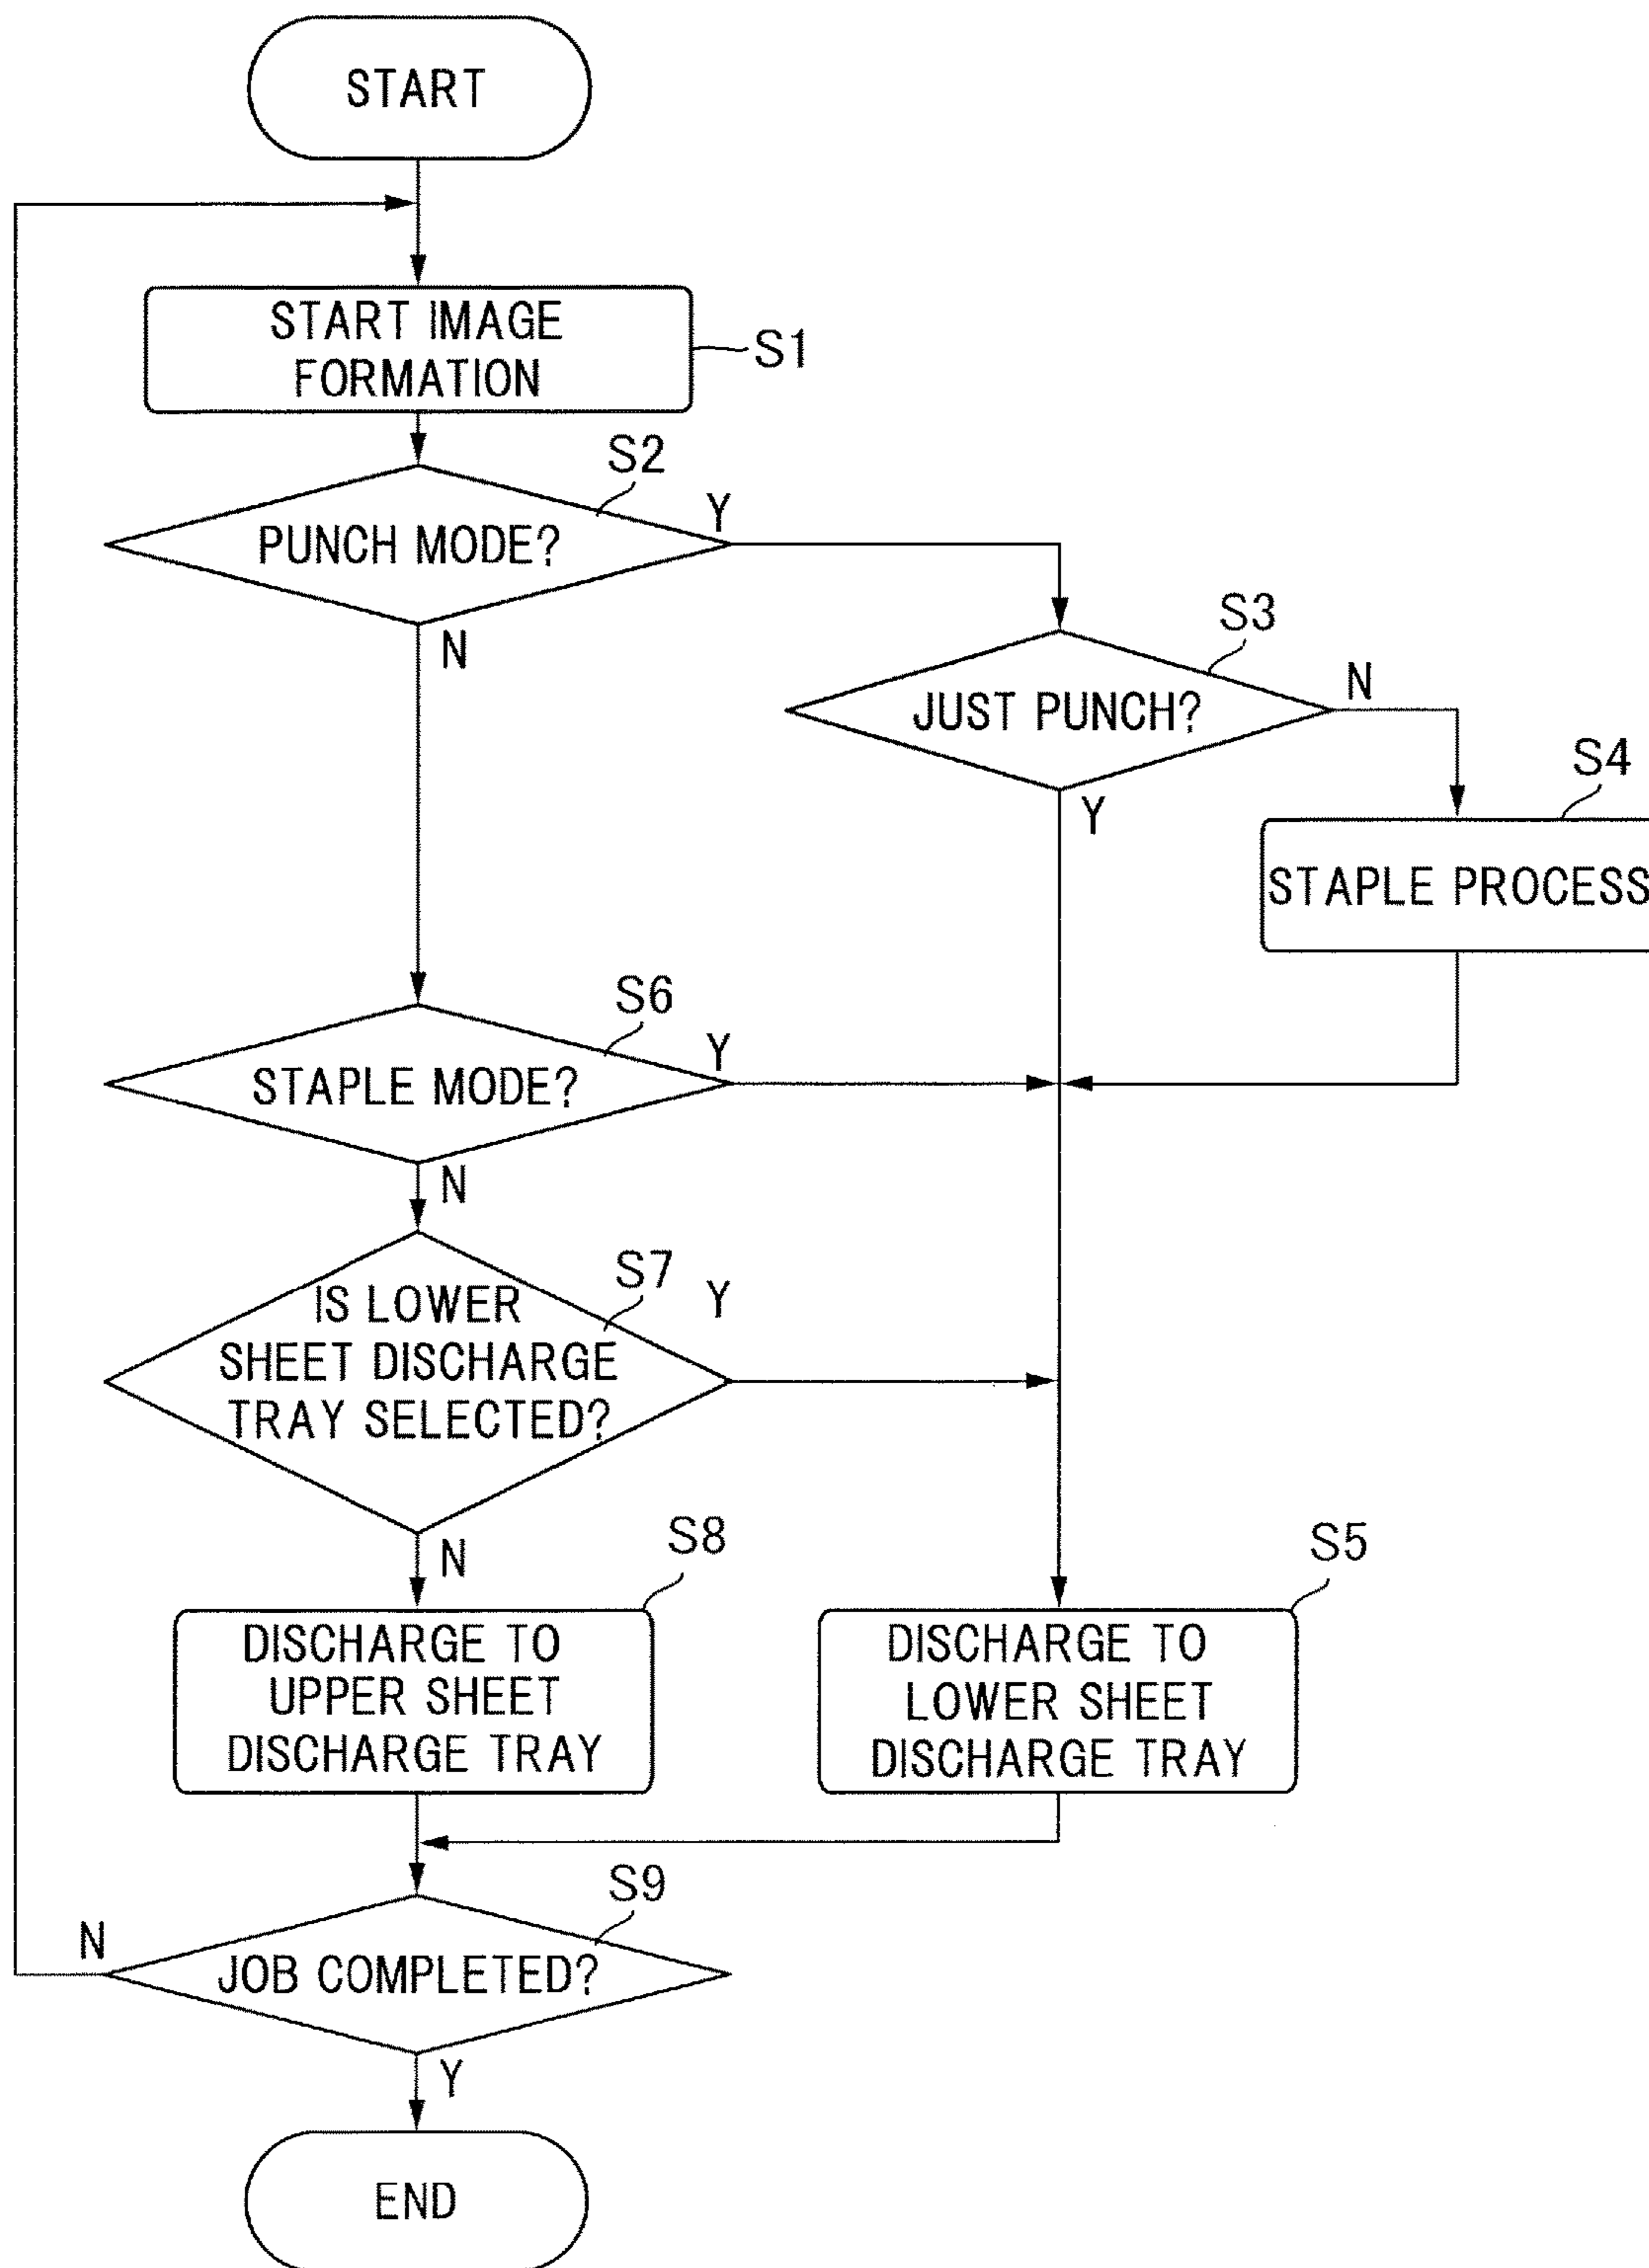 START
START IMAGE
FORMATION
S1
S2
PUNCH MODE?
Y
N
S3
JUST PUNCH?
N
Y
S4
STAPLE PROCESS
S6
STAPLE MODE?
Y
N
S7
IS LOWER
SHEET DISCHARGE
TRAY SELECTED?
Y
N
S8
DISCHARGE TO
UPPER SHEET
DISCHARGE TRAY
S5
DISCHARGE TO
LOWER SHEET
DISCHARGE TRAY
S9
JOB COMPLETED?
N
Y
END